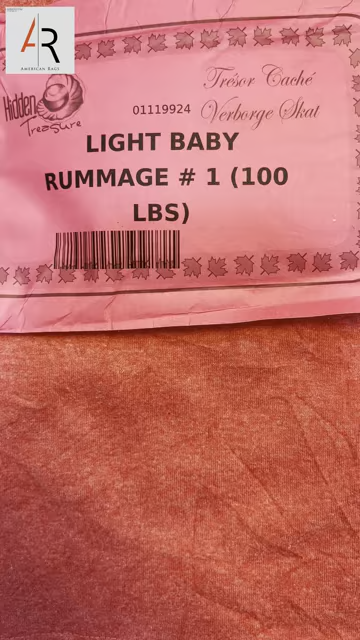 AR
AMERICAN RAGS
Hidden
Treasure
01119924
Trésor Caché
Verborge Skat
LIGHT BABY
RUMMAGE # 1 (100
LBS)